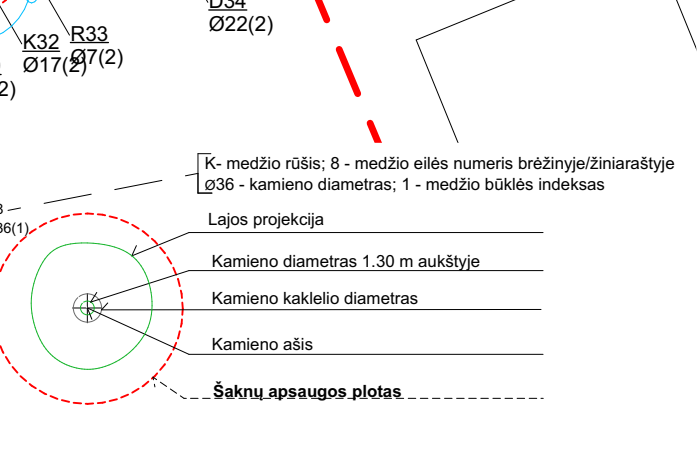 D34
Ø22(2)
K32
Ø17(2)
R33
Ø7(2)
2)
K- medžio rūšis; 8 - medžio eilės numeris brėžinyje/žiniaraštyje
ø36 - kamieno diametras; 1 - medžio būklės indeksas
8
36(1)
Lajos projekcija
Kamieno diametras 1.30 m aukštyje
Kamieno kaklelio diametras
Kamieno ašis
Šaknų apsaugos plotas